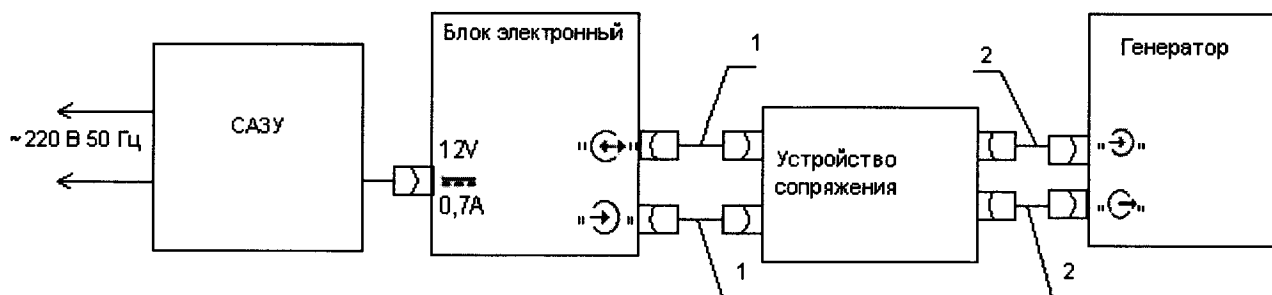 ~220 В 50 Гц
САЗУ
Блок электронный
12V
0,7А
1
1
Устройство
сопряжения
2
2
Генератор